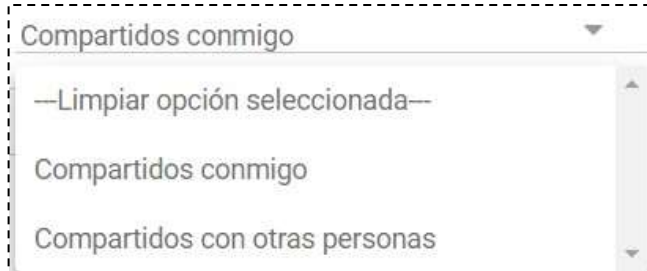 Compartidos conmigo
---Limpiar opción seleccionada---
Compartidos conmigo
Compartidos con otras personas